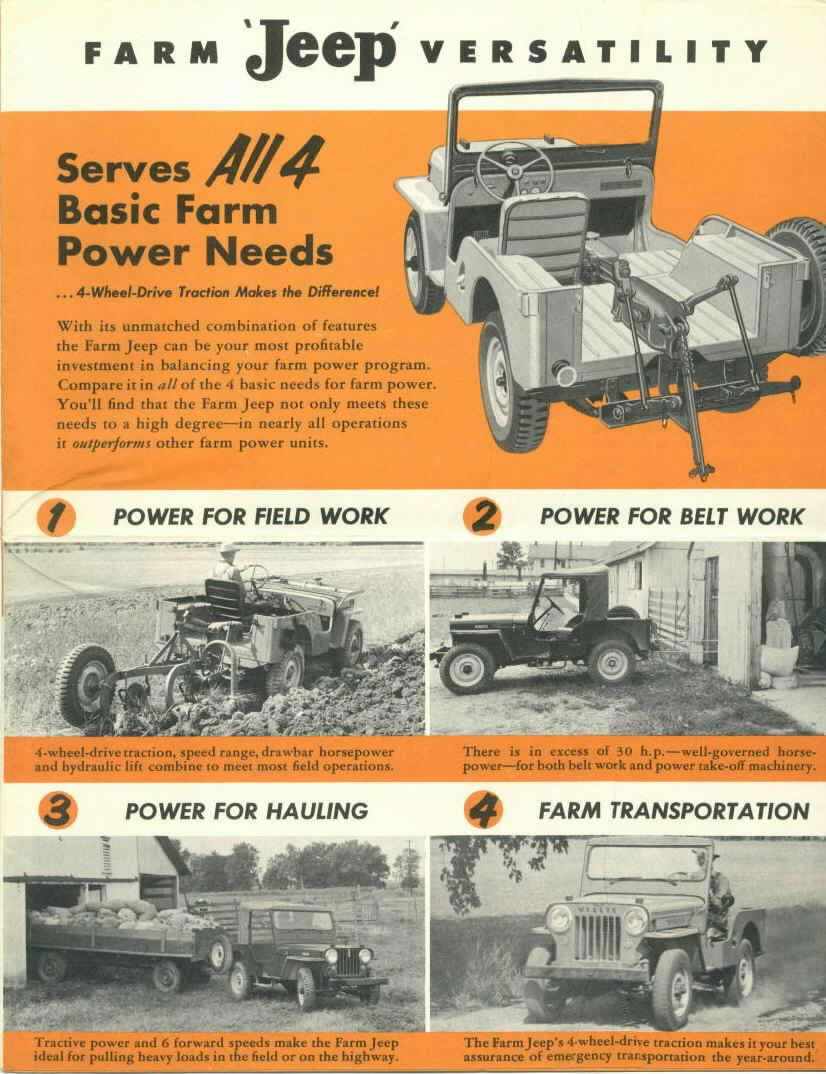 FARM 'Jeep' VERSATILITY
Serves All 4
Basic Farm
Power Needs
...4-Wheel-Drive Traction Makes the Difference!
With its unmatched combination of features
the Farm Jeep can be your most profitable
investment in balancing your farm power program.
Compare it in all of the 4 basic needs for farm power.
You'll find that the Farm Jeep not only meets these
needs to a high degree—in nearly all operations
it outperforms other farm power units.
1 POWER FOR FIELD WORK
4-wheel-drive traction, speed range, drawbar horsepower
and hydraulic lift combine to meet most field operations.
2 POWER FOR BELT WORK
There is in excess of 30 h.p.—well-governed horse-
power—for both belt work and power take-off machinery.
3 POWER FOR HAULING
Tractive power and 6 forward speeds make the Farm Jeep
ideal for pulling heavy loads in the field or on the highway.
4 FARM TRANSPORTATION
WILLYS
The Farm Jeep's 4-wheel-drive traction makes it your best
assurance of emergency transportation the year-around.